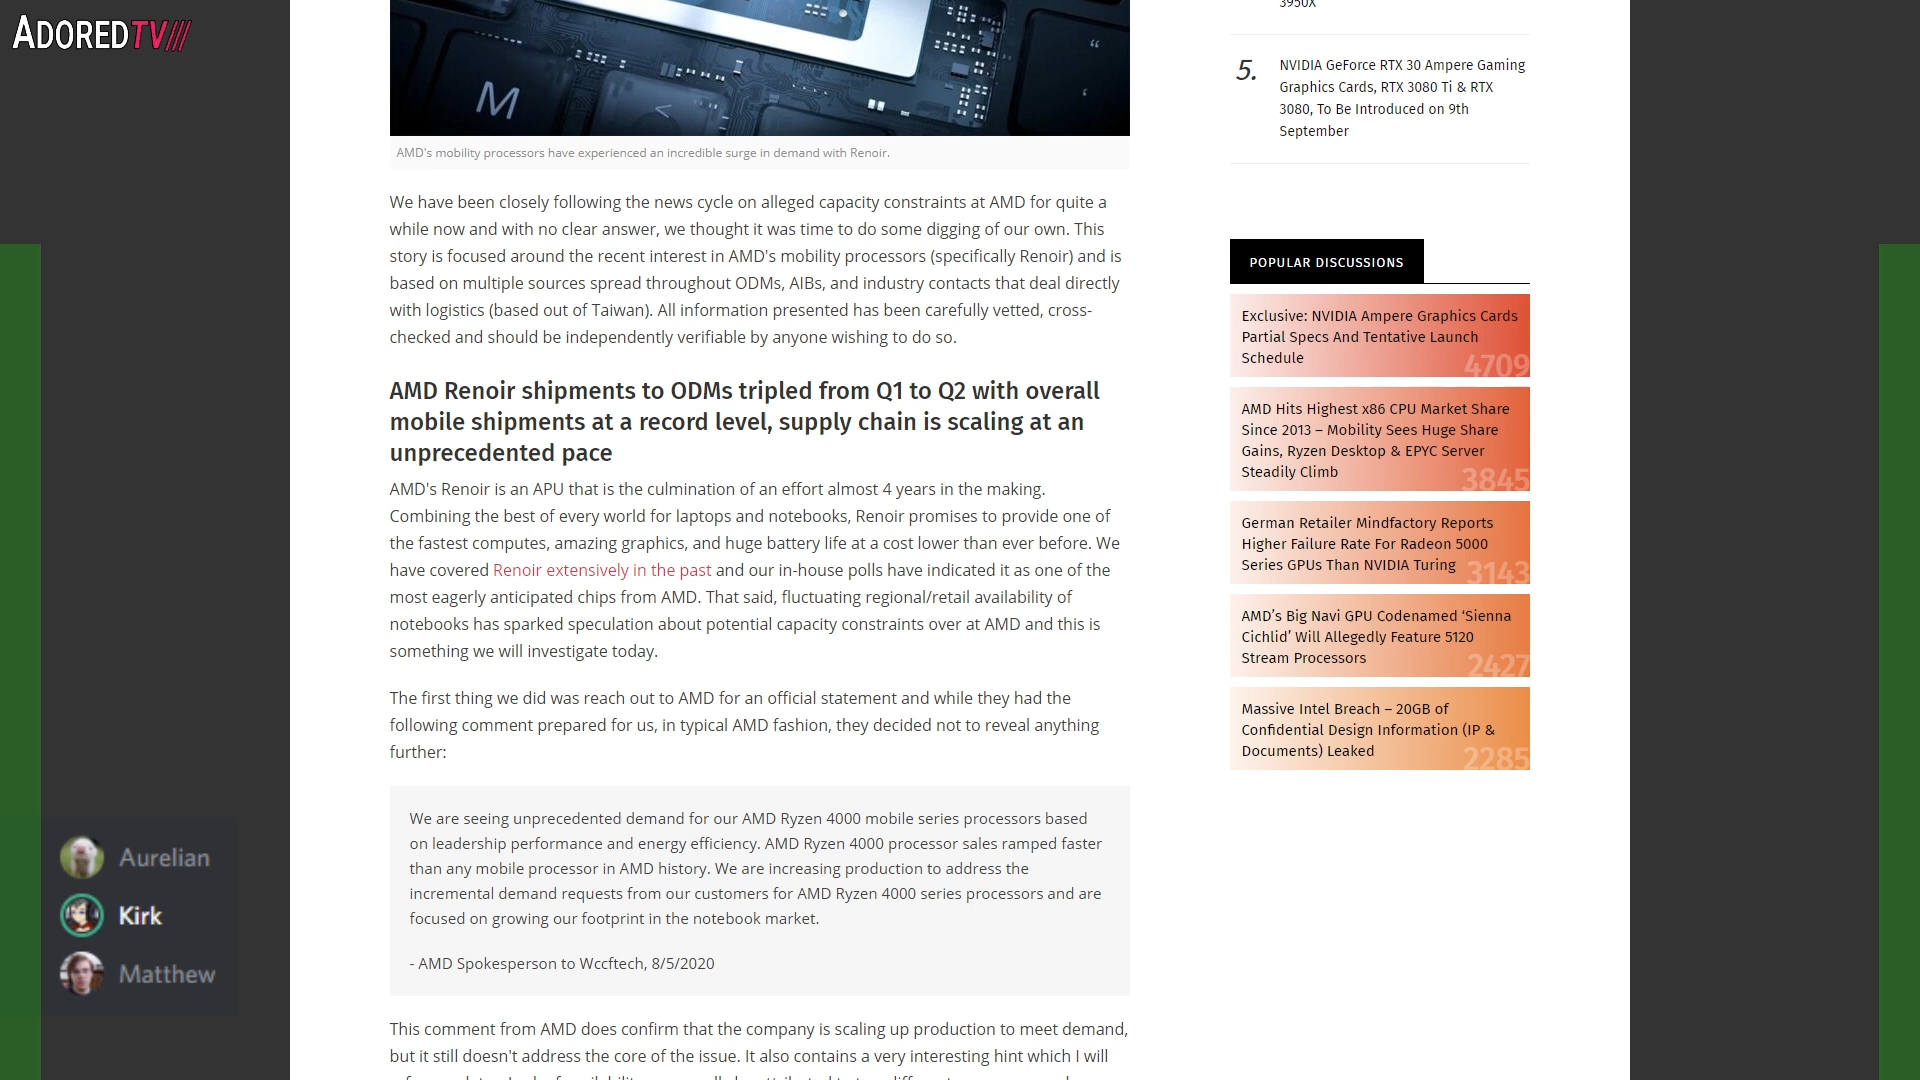 ADOREDTV
3950X
5.
NVIDIA GeForce RTX 30 Ampere Gaming
Graphics Cards, RTX 3080 Ti & RTX
3080, To Be Introduced on 9th
September
M
AMD's mobility processors have experienced an incredible surge in demand with Renoir.
We have been closely following the news cycle on alleged capacity constraints at AMD for quite a
while now and with no clear answer, we thought it was time to do some digging of our own. This
story is focused around the recent interest in AMD's mobility processors (specifically Renoir) and is
based on multiple sources spread throughout ODMs, AIBs, and industry contacts that deal directly
with logistics (based out of Taiwan). All information presented has been carefully vetted, cross-
checked and should be independently verifiable by anyone wishing to do so.
AMD Renoir shipments to ODMs tripled from Q1 to Q2 with overall
mobile shipments at a record level, supply chain is scaling at an
unprecedented pace
AMD's Renoir is an APU that is the culmination of an effort almost 4 years in the making.
Combining the best of every world for laptops and notebooks, Renoir promises to provide one of
the fastest computes, amazing graphics, and huge battery life at a cost lower than ever before. We
have covered Renoir extensively in the past and our in-house polls have indicated it as one of the
most eagerly anticipated chips from AMD. That said, fluctuating regional/retail availability of
notebooks has sparked speculation about potential capacity constraints over at AMD and this is
something we will investigate today.
The first thing we did was reach out to AMD for an official statement and while they had the
following comment prepared for us, in typical AMD fashion, they decided not to reveal anything
further:
We are seeing unprecedented demand for our AMD Ryzen 4000 mobile series processors based
on leadership performance and energy efficiency. AMD Ryzen 4000 processor sales ramped faster
than any mobile processor in AMD history. We are increasing production to address the
incremental demand requests from our customers for AMD Ryzen 4000 series processors and are
focused on growing our footprint in the notebook market.
- AMD Spokesperson to Wccftech, 8/5/2020
This comment from AMD does confirm that the company is scaling up production to meet demand,
but it still doesn't address the core of the issue. It also contains a very interesting hint which I will
POPULAR DISCUSSIONS
Exclusive: NVIDIA Ampere Graphics Cards
Partial Specs And Tentative Launch
Schedule
4709
AMD Hits Highest x86 CPU Market Share
Since 2013 – Mobility Sees Huge Share
Gains, Ryzen Desktop & EPYC Server
Steadily Climb
3845
German Retailer Mindfactory Reports
Higher Failure Rate For Radeon 5000
Series GPUs Than NVIDIA Turing
3143
AMD’s Big Navi GPU Codenamed ‘Sienna
Cichlid’ Will Allegedly Feature 5120
Stream Processors
2427
Massive Intel Breach – 20GB of
Confidential Design Information (IP &
Documents) Leaked
2285
Aurelian
Kirk
Matthew